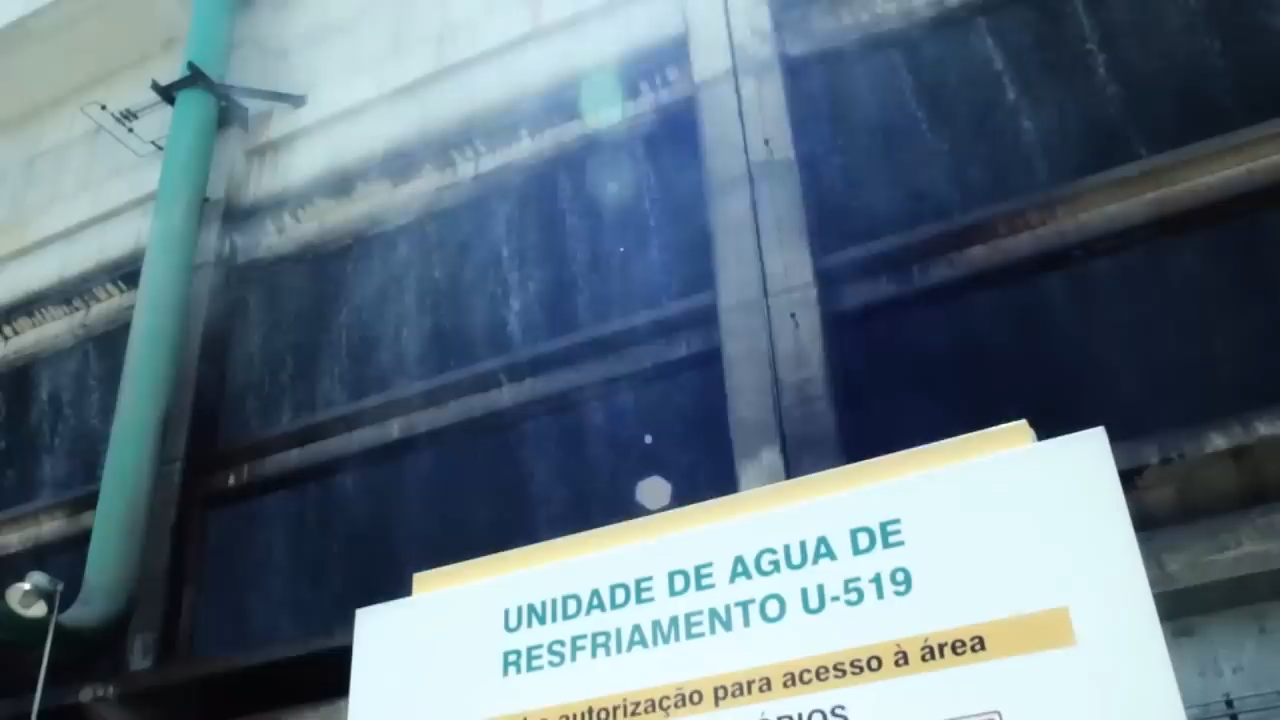 UNIDADE DE AGUA DE
RESFRIAMENTO U-519
autorização para acesso à área